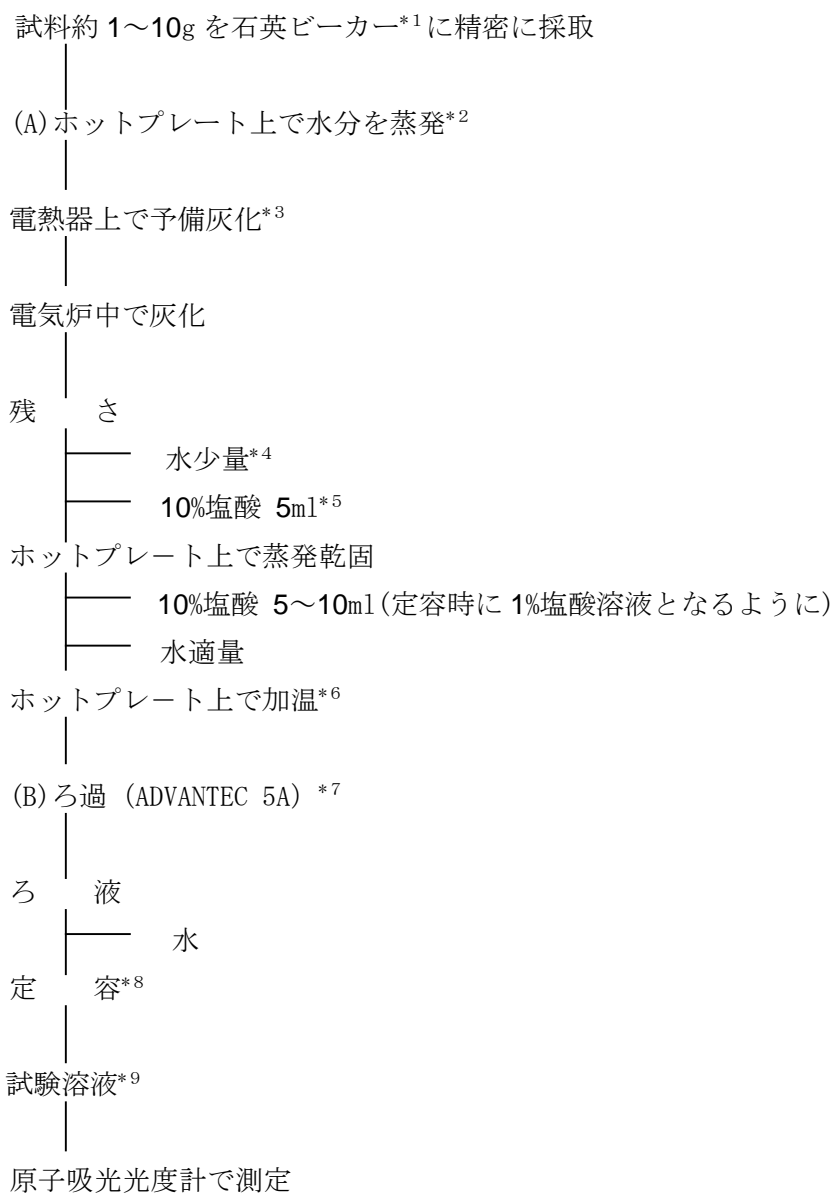 試料約 1～10g を石英ビーカー*1に精密に採取
(A)ホットプレート上で水分を蒸発*2
電熱器上で予備灰化*3
電気炉中で灰化
残　　さ
水少量*4
10%塩酸 5ml*5
ホットプレート上で蒸発乾固
10%塩酸 5～10ml(定容時に 1%塩酸溶液となるように)
水適量
ホットプレート上で加温*6
(B)ろ過 (ADVANTEC 5A) *7
ろ　　液
水
定　　容*8
試験溶液*9
原子吸光光度計で測定